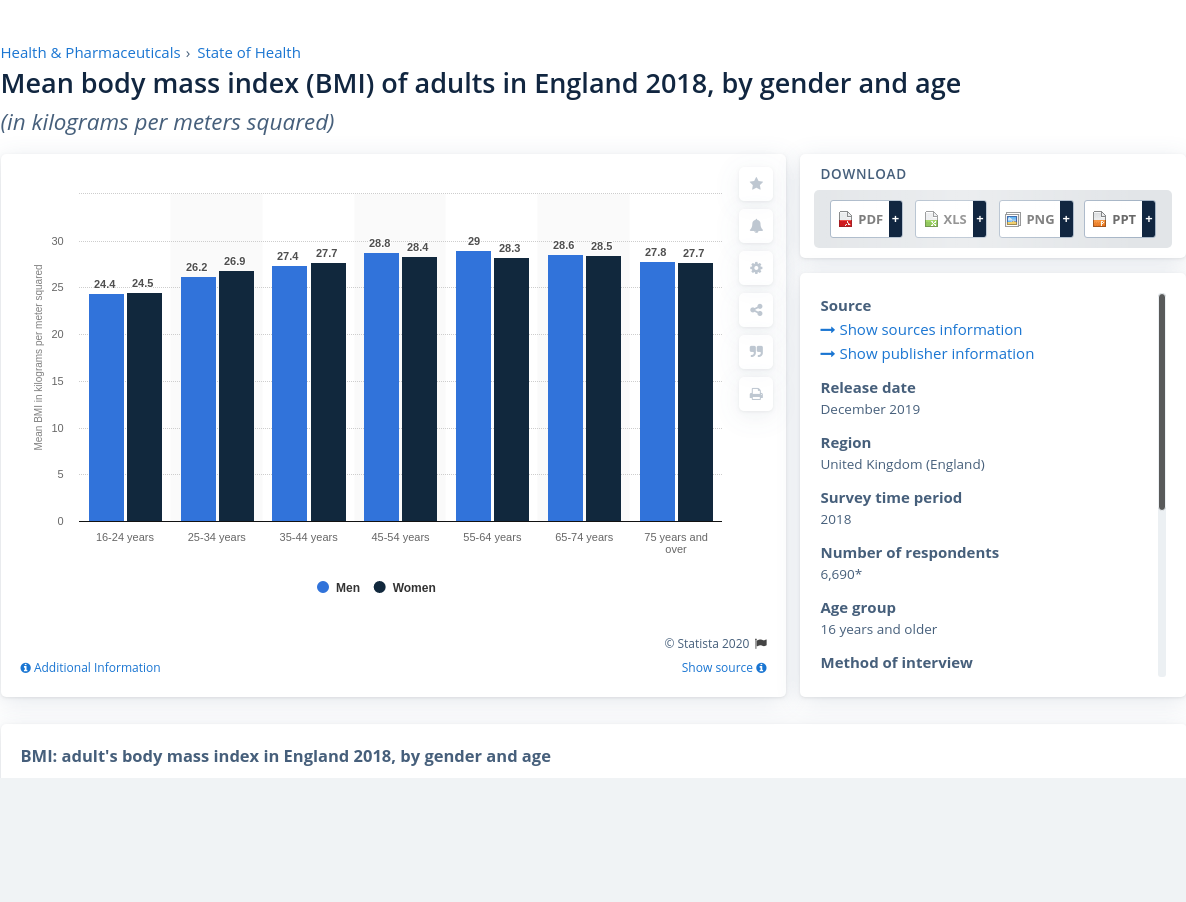 Health & Pharmaceuticals › State of Health
Mean body mass index (BMI) of adults in England 2018, by gender and age
(in kilograms per meters squared)
Mean BMI in kilograms per meter squared
30
25
20
15
10
5
0
24.4 24.5 26.2 26.9 27.4 27.7 28.8 28.4 29 28.3 28.6 28.5 27.8 27.7
16-24 years 25-34 years 35-44 years 45-54 years 55-64 years 65-74 years 75 years and
over
Men Women
© Statista 2020
Additional Information Show source
DOWNLOAD
PDF + XLS + PNG + PPT +
Source
Show sources information
Show publisher information
Release date
December 2019
Region
United Kingdom (England)
Survey time period
2018
Number of respondents
6,690*
Age group
16 years and older
Method of interview
BMI: adult's body mass index in England 2018, by gender and age